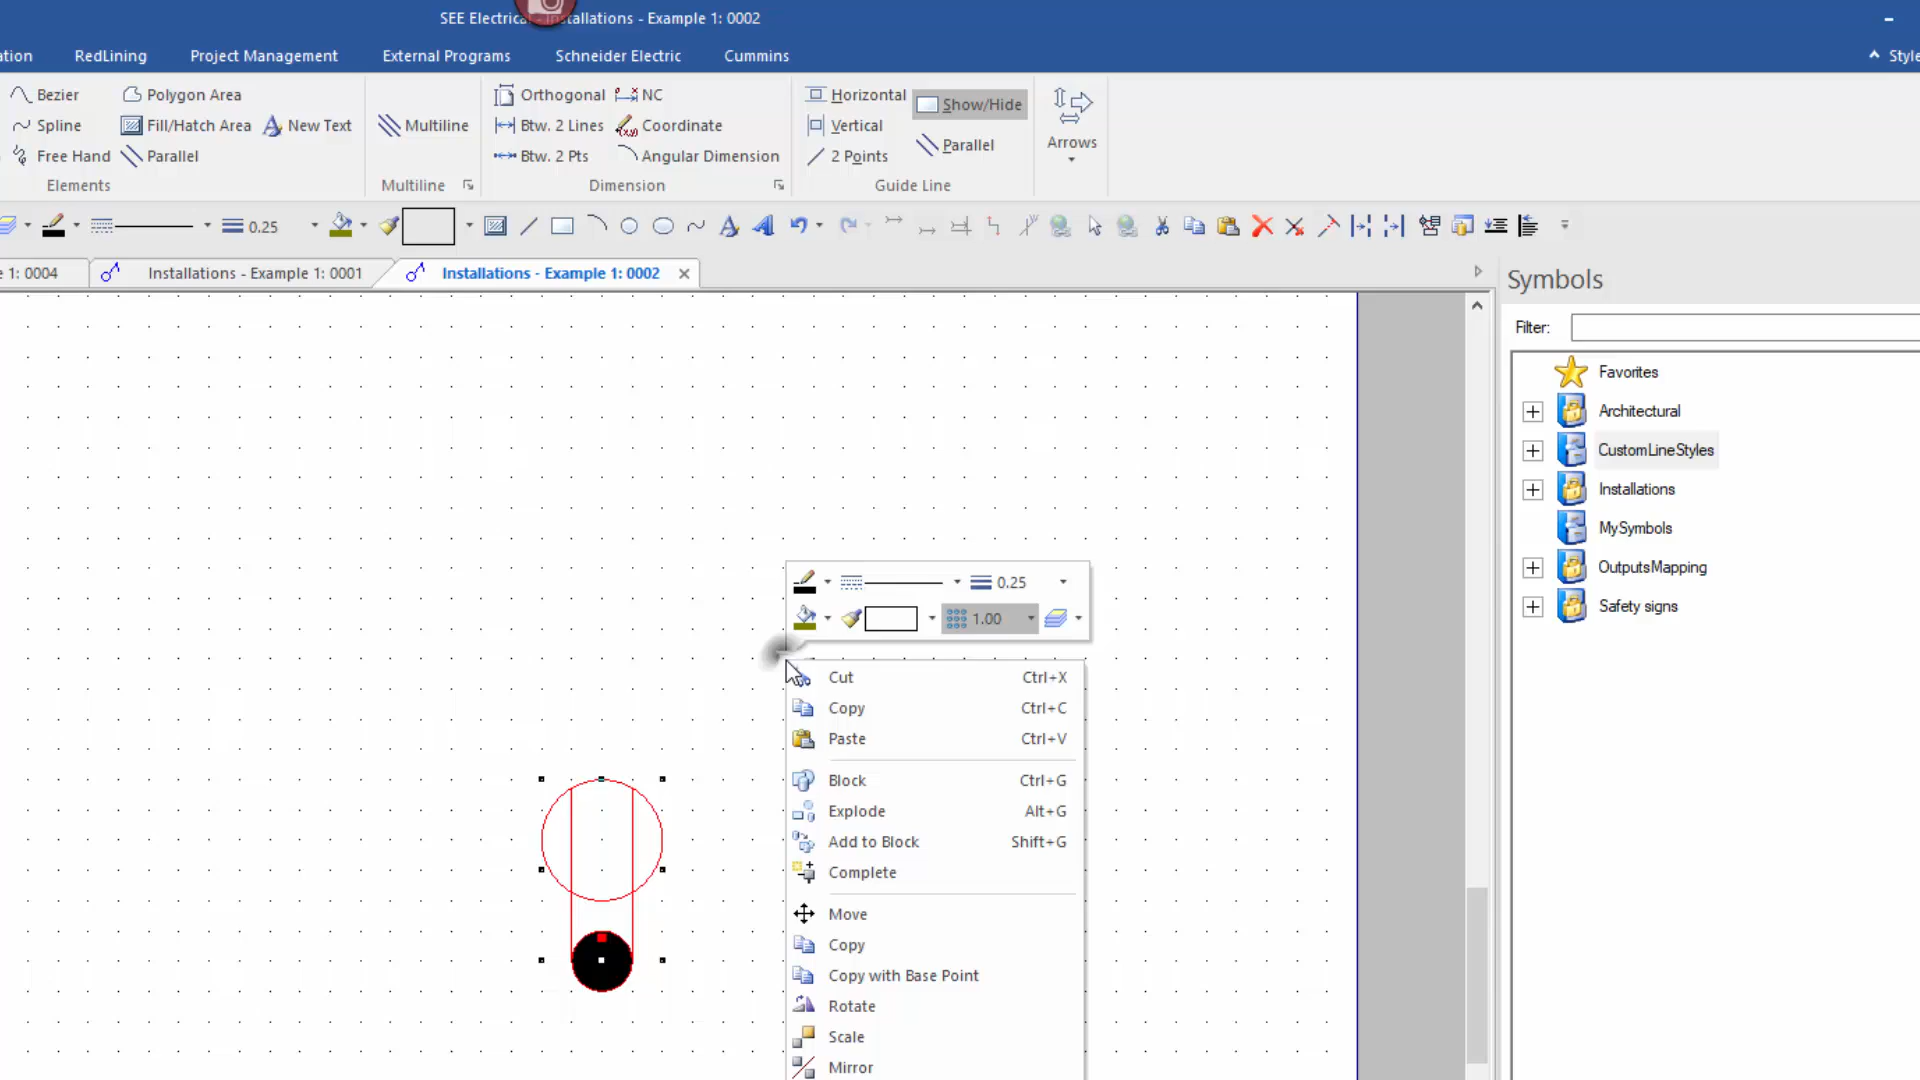 SEE Electrical - Installations - Example 1: 0002
RedLining Project Management External Programs Schneider Electric Cummins
Bezier Polygon Area
Spline Fill/Hatch Area New Text
Free Hand Parallel
Elements
Multiline
Multiline
Orthogonal NC
Btw. 2 Lines Coordinate
Btw. 2 Pts Angular Dimension
Dimension
Horizontal Show/Hide
Vertical
2 Points Parallel
Guide Line
Arrows
0.25
1: 0004 Installations - Example 1: 0001 Installations - Example 1: 0002
Symbols
Filter:
Favorites
Architectural
CustomLineStyles
Installations
MySymbols
OutputsMapping
Safety signs
0.25
1.00
Cut Ctrl+X
Copy Ctrl+C
Paste Ctrl+V
Block Ctrl+G
Explode Alt+G
Add to Block Shift+G
Complete
Move
Copy
Copy with Base Point
Rotate
Scale
Mirror